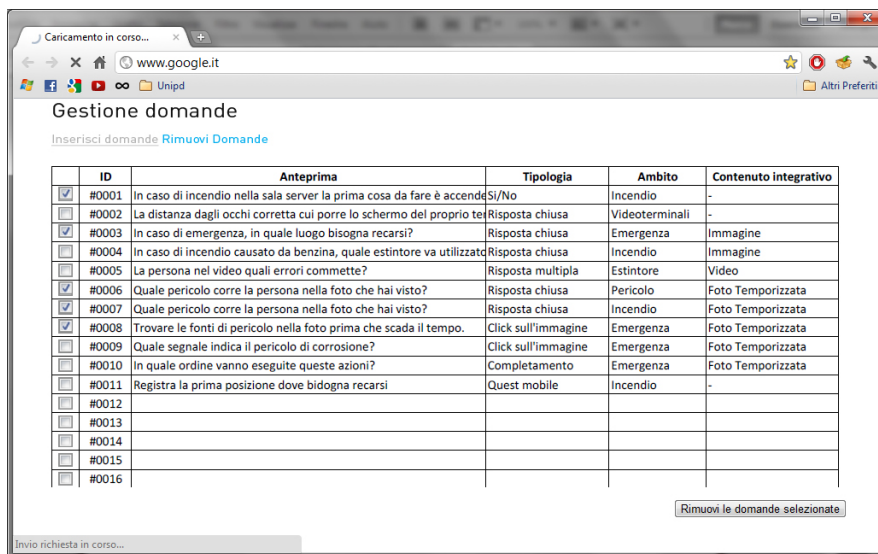 Caricamento in corso...
www.google.it
Unipd
Altri Preferiti
Gestione domande
Inserisci domande Rimuovi Domande
ID Anteprima Tipologia Ambito Contenuto integrativo
#0001 In caso di incendio nella sala server la prima cosa da fare è accende Si/No Incendio -
#0002 La distanza dagli occhi corretta cui porre lo schermo del proprio ter Risposta chiusa Videoterminali -
#0003 In caso di emergenza, in quale luogo bisogna recarsi? Risposta chiusa Emergenza Immagine
#0004 In caso di incendio causato da benzina, quale estintore va utilizzato Risposta chiusa Incendio Immagine
#0005 La persona nel video quali errori commette? Risposta multipla Estintore Video
#0006 Quale pericolo corre la persona nella foto che hai visto? Risposta chiusa Pericolo Foto Temporizzata
#0007 Quale pericolo corre la persona nella foto che hai visto? Risposta chiusa Incendio Foto Temporizzata
#0008 Trovare le fonti di pericolo nella foto prima che scada il tempo. Click sull'immagine Emergenza Foto Temporizzata
#0009 Quale segnale indica il pericolo di corrosione? Click sull'immagine Emergenza Foto Temporizzata
#0010 In quale ordine vanno eseguite queste azioni? Completamento Emergenza Foto Temporizzata
#0011 Registra la prima posizione dove bidogna recarsi Quest mobile Incendio -
#0012
#0013
#0014
#0015
#0016
Rimuovi le domande selezionate
Invio richiesta in corso...